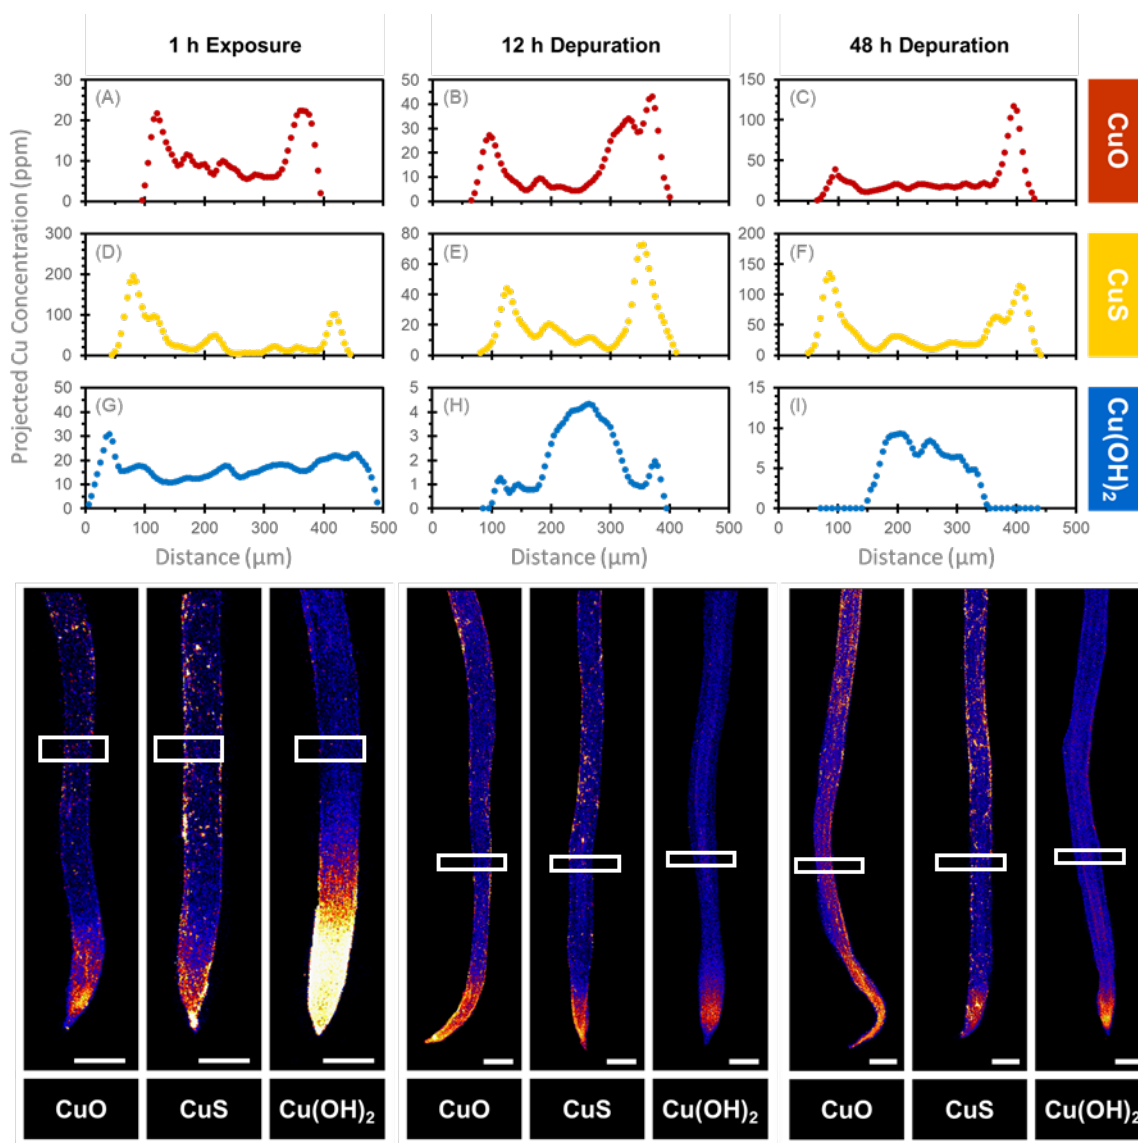 1 h Exposure
12 h Depuration
48 h Depuration
Projected Cu Concentration (ppm)
(A)
30
20
10
0
(B)
50
40
30
20
10
0
(C)
150
100
50
0
CuO
(D)
300
200
100
0
(E)
80
60
40
20
0
(F)
200
150
100
50
0
CuS
(G)
50
40
30
20
10
0
0 100 200 300 400 500
(H)
5
4
3
2
1
0
0 100 200 300 400 500
(I)
15
10
5
0
0 100 200 300 400 500
Cu(OH)2
Distance (µm)
Distance (µm)
Distance (µm)
CuO
CuS
Cu(OH)2
CuO
CuS
Cu(OH)2
CuO
CuS
Cu(OH)2